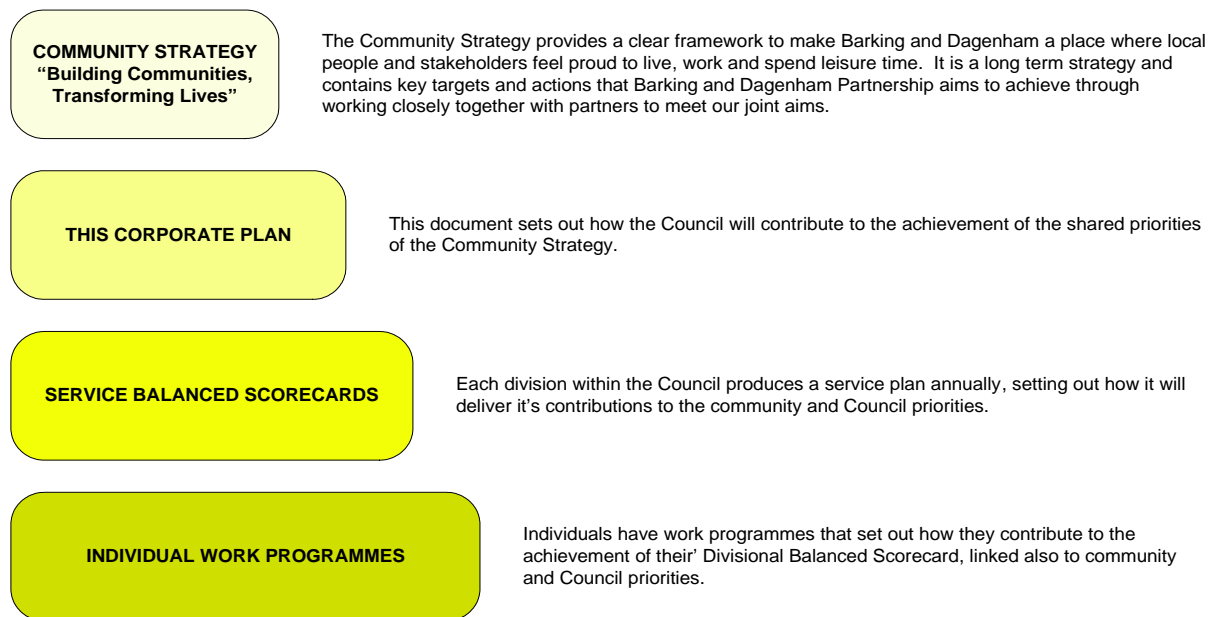 COMMUNITY STRATEGY
“Building Communities,
Transforming Lives”
The Community Strategy provides a clear framework to make Barking and Dagenham a place where local
people and stakeholders feel proud to live, work and spend leisure time.  It is a long term strategy and
contains key targets and actions that Barking and Dagenham Partnership aims to achieve through
working closely together with partners to meet our joint aims.
THIS CORPORATE PLAN
This document sets out how the Council will contribute to the achievement of the shared priorities
of the Community Strategy.
SERVICE BALANCED SCORECARDS
Each division within the Council produces a service plan annually, setting out how it will
deliver it’s contributions to the community and Council priorities.
INDIVIDUAL WORK PROGRAMMES
Individuals have work programmes that set out how they contribute to the
achievement of their’ Divisional Balanced Scorecard, linked also to community
and Council priorities.